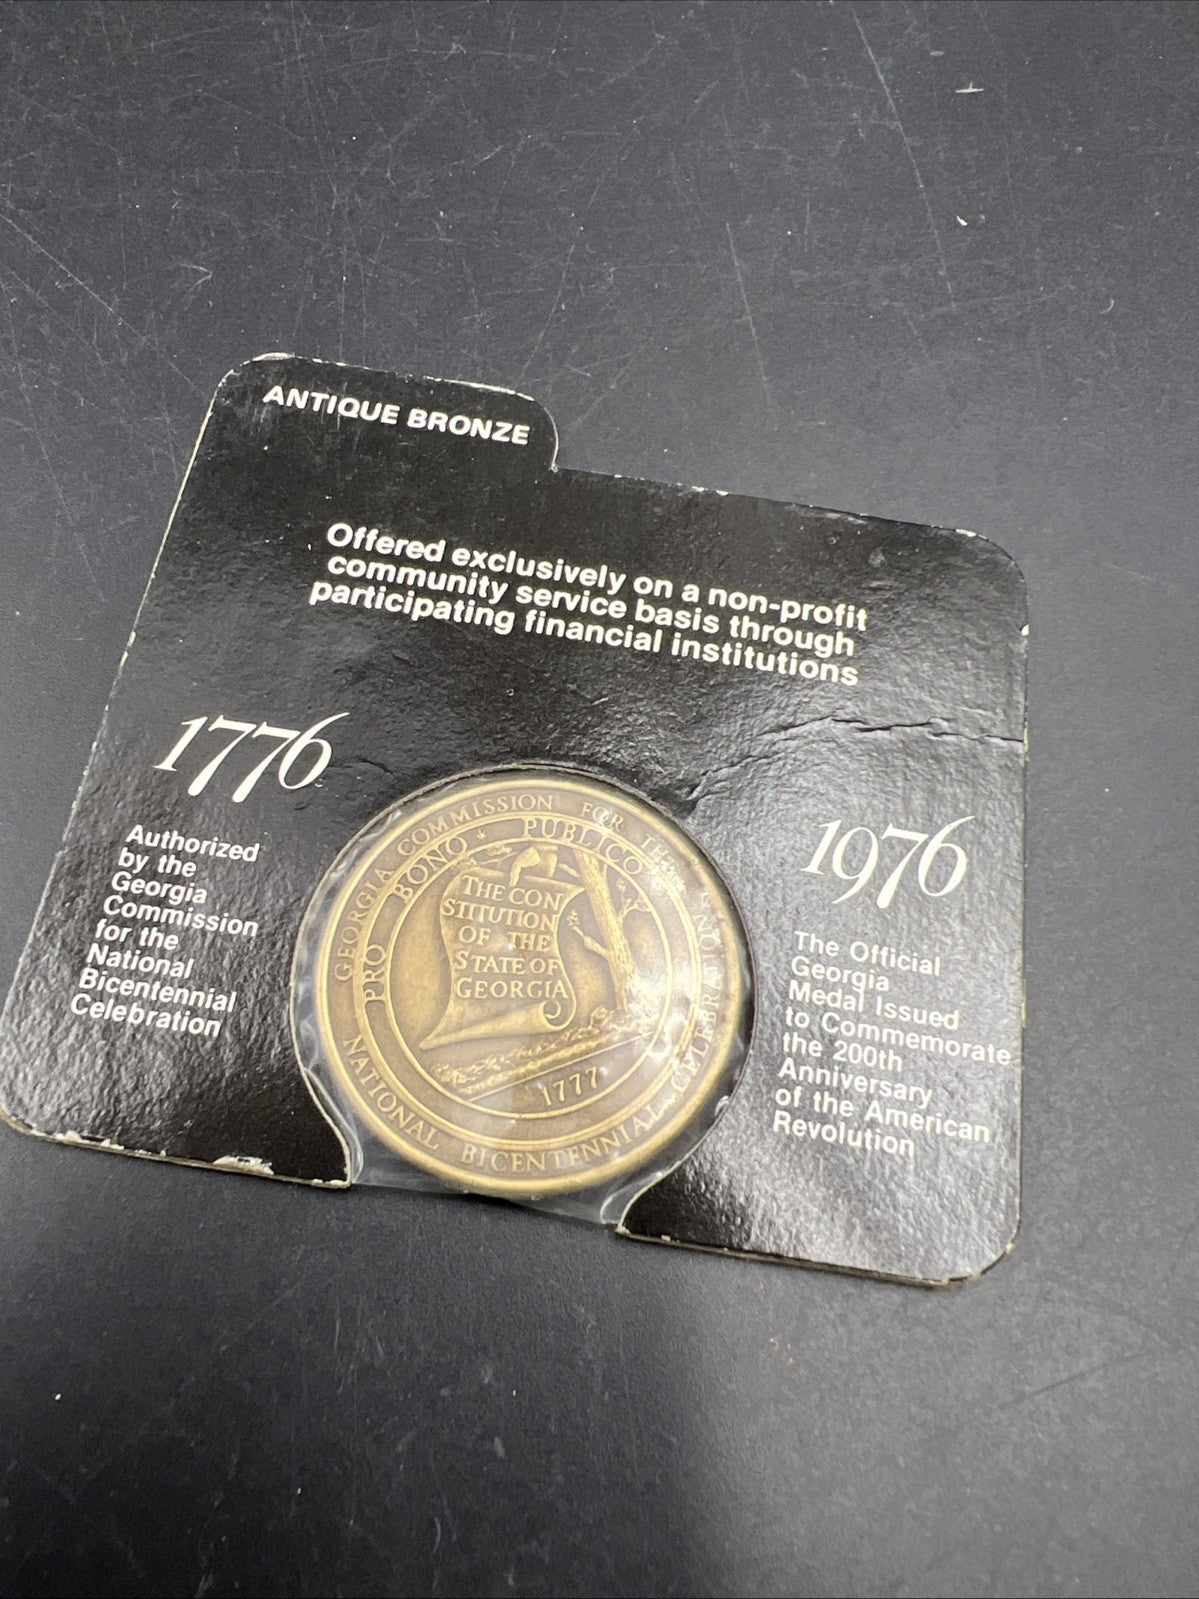 ANTIQUE BRONZE
Offered exclusively on a non-profit
community service basis through
participating financial institutions
1776
Authorized
by the
Georgia
Commission
for the
National
Bicentennial
Celebration
1976
The Official
Georgia
Medal Issued
to Commemorate
the 200th
Anniversary
of the American
Revolution
GEORGIA COMMISSION FOR THE
NATIONAL BICENTENNIAL CELEBRATION
PRO BONO PUBLICO
THE CON
STITUTION
OF THE
STATE OF
GEORGIA
1777